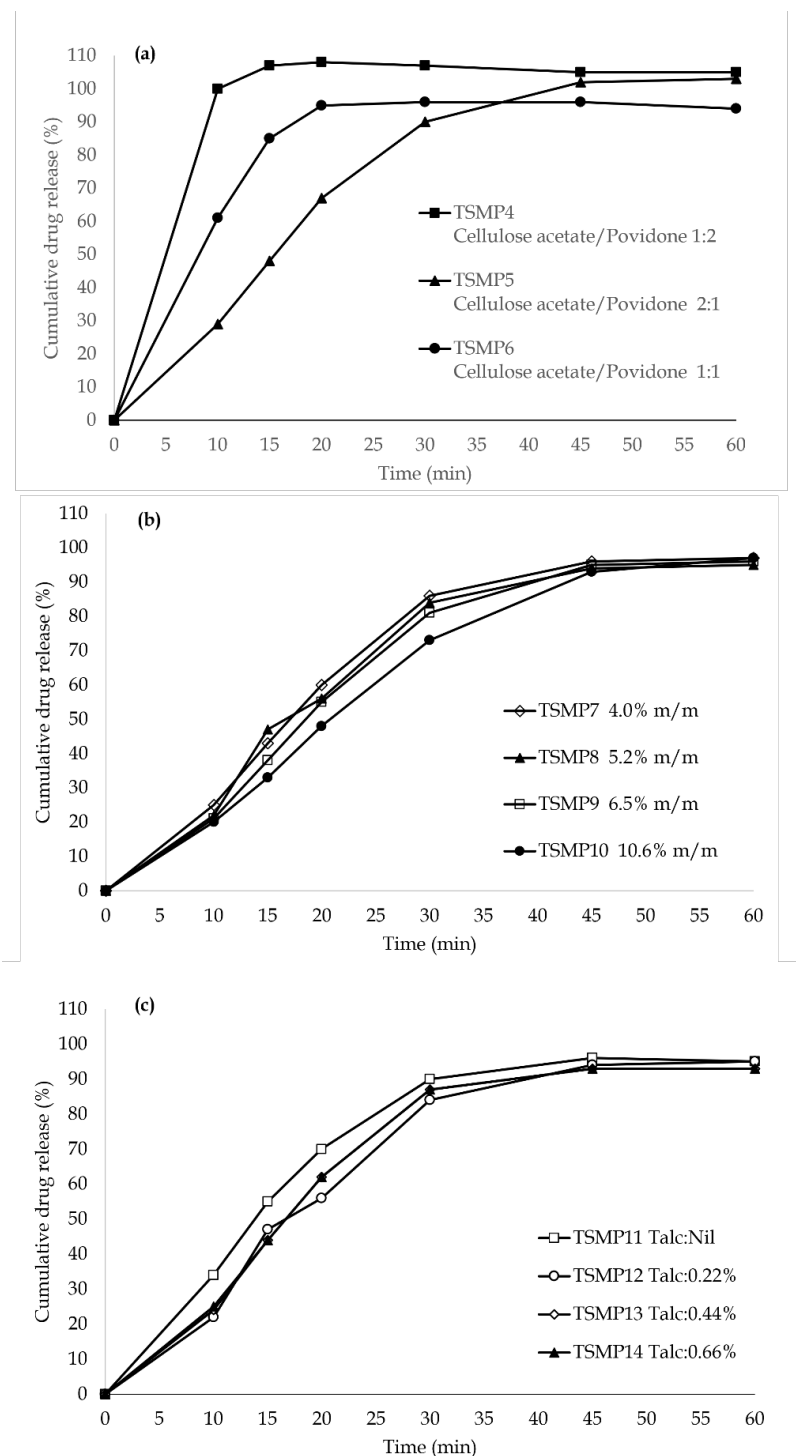 (a)
110
100
90
80
70
60
50
40
30
20
10
0
Cumulative drug release (%)
TSMP4
Cellulose acetate/Povidone 1:2
TSMP5
Cellulose acetate/Povidone 2:1
TSMP6
Cellulose acetate/Povidone 1:1
0 5 10 15 20 25 30 35 40 45 50 55 60
Time (min)
(b)
110
100
90
80
70
60
50
40
30
20
10
0
Cumulative drug release (%)
TSMP7 4.0% m/m
TSMP8 5.2% m/m
TSMP9 6.5% m/m
TSMP10 10.6% m/m
0 5 10 15 20 25 30 35 40 45 50 55 60
Time (min)
(c)
110
100
90
80
70
60
50
40
30
20
10
0
Cumulative drug release (%)
TSMP11 Talc:Nil
TSMP12 Talc:0.22%
TSMP13 Talc:0.44%
TSMP14 Talc:0.66%
0 5 10 15 20 25 30 35 40 45 50 55 60
Time (min)